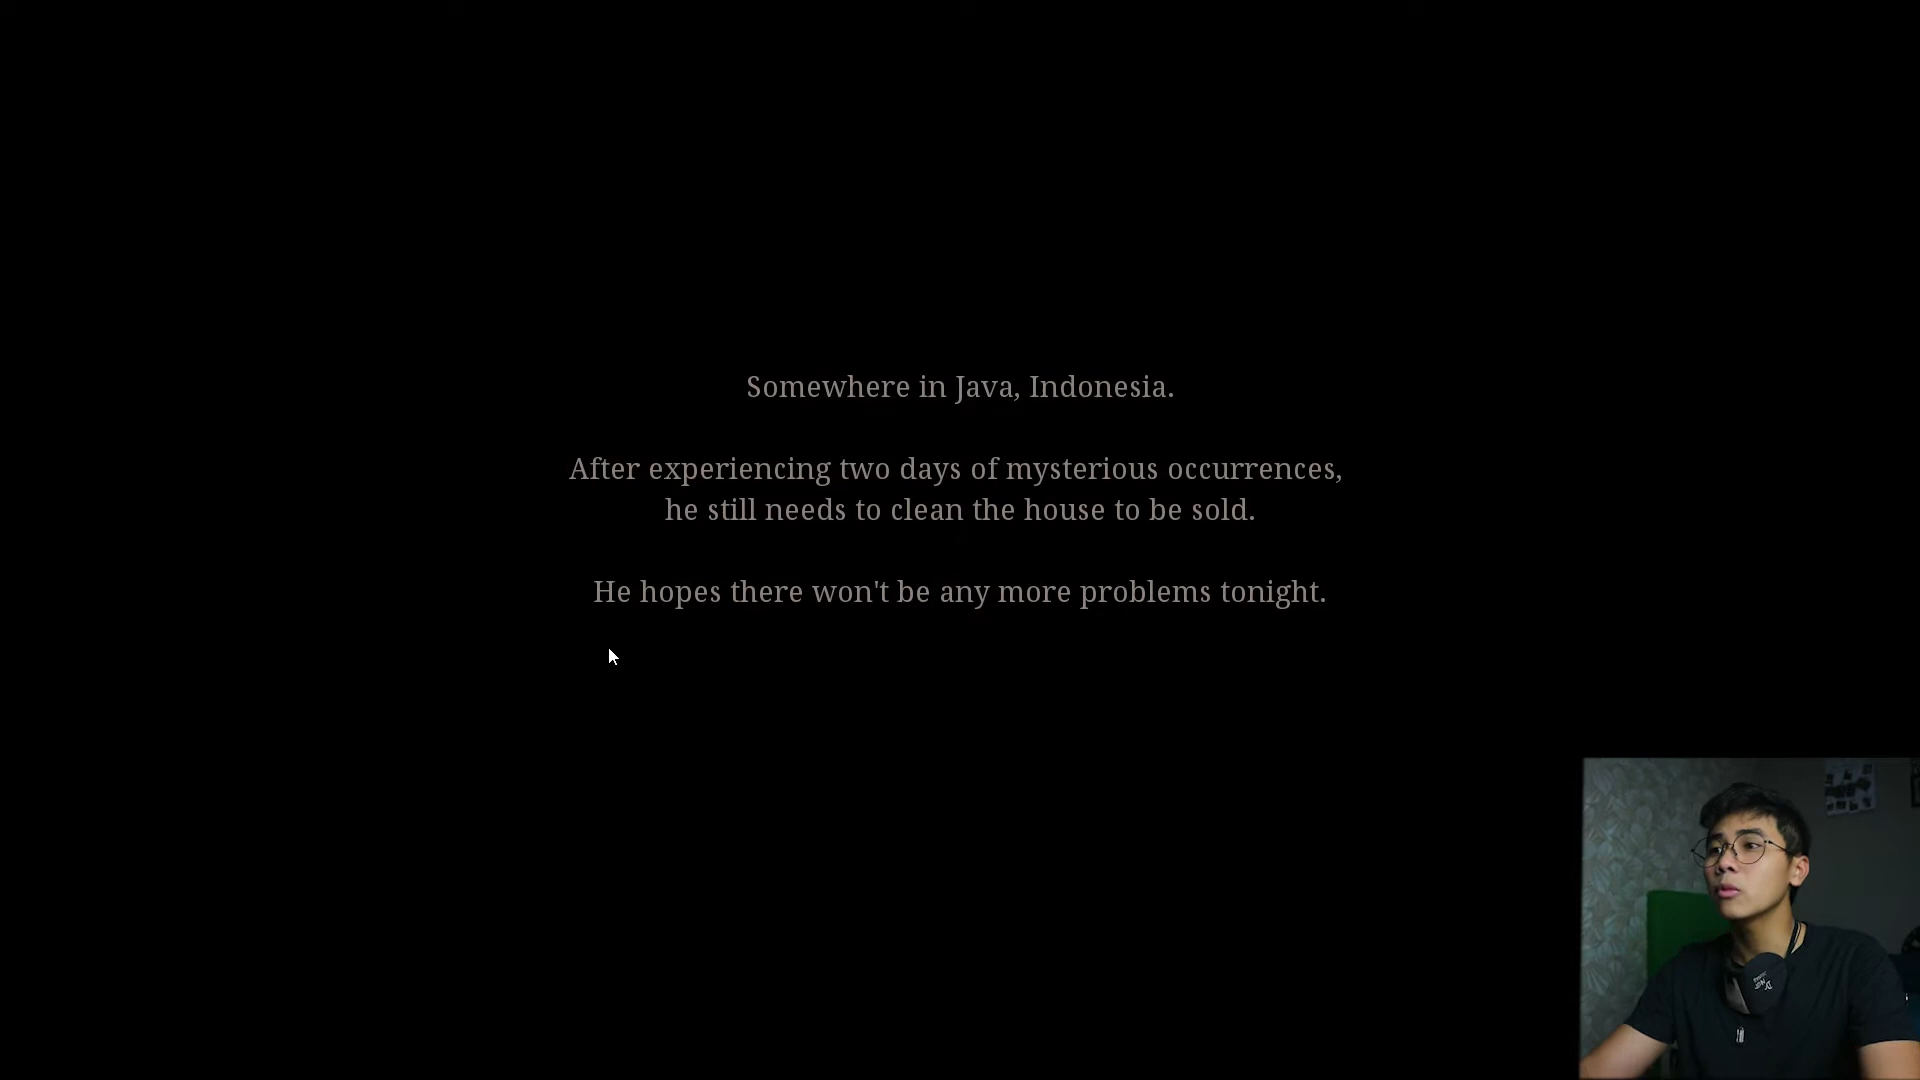 Somewhere in Java, Indonesia.
After experiencing two days of mysterious occurrences,
he still needs to clean the house to be sold.
He hopes there won't be any more problems tonight.